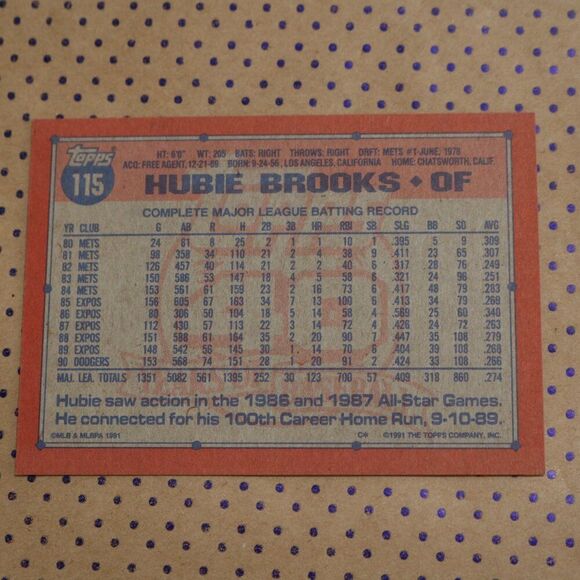 Topps
115
HT: 6'0" WT: 205 BATS: RIGHT THROWS: RIGHT DRFT: METS #1-JUNE, 1978
ACQ: FREE AGENT, 12-21-89 BORN: 9-24-56, LOS ANGELES, CALIFORNIA HOME: CHATSWORTH, CALIF.
HUBIE BROOKS ◆ OF
COMPLETE MAJOR LEAGUE BATTING RECORD
YR CLUB G AB R H 2B 3B HR RBI SB SLG BB SO AVG
80 METS 24 81 8 25 2 1 1 10 1 .395 5 9 .309
81 METS 98 358 34 110 21 2 4 38 9 .411 23 65 .307
82 METS 126 457 40 114 21 2 2 40 6 .317 28 76 .249
83 METS 150 586 53 147 18 4 5 58 6 .321 24 96 .251
84 METS 153 561 61 159 23 2 16 73 6 .417 48 79 .283
85 EXPOS 156 605 67 163 34 7 13 100 6 .413 34 79 .269
86 EXPOS 80 306 50 104 18 5 14 58 4 .569 25 60 .340
87 EXPOS 112 430 57 113 22 3 14 72 4 .426 24 72 .263
88 EXPOS 151 588 61 164 35 2 20 90 7 .447 35 108 .279
89 EXPOS 148 542 56 145 30 1 14 70 6 .404 39 108 .268
90 DODGERS 153 568 74 151 28 1 20 91 2 .424 33 108 .266
MAJ. LEA. TOTALS 1351 5082 561 1395 252 30 123 700 57 .409 318 860 .274
Hubie saw action in the 1986 and 1987 All-Star Games.
He connected for his 100th Career Home Run, 9-10-89.
©MLB & MLBPA 1991 C* ©1991 THE TOPPS COMPANY, INC.